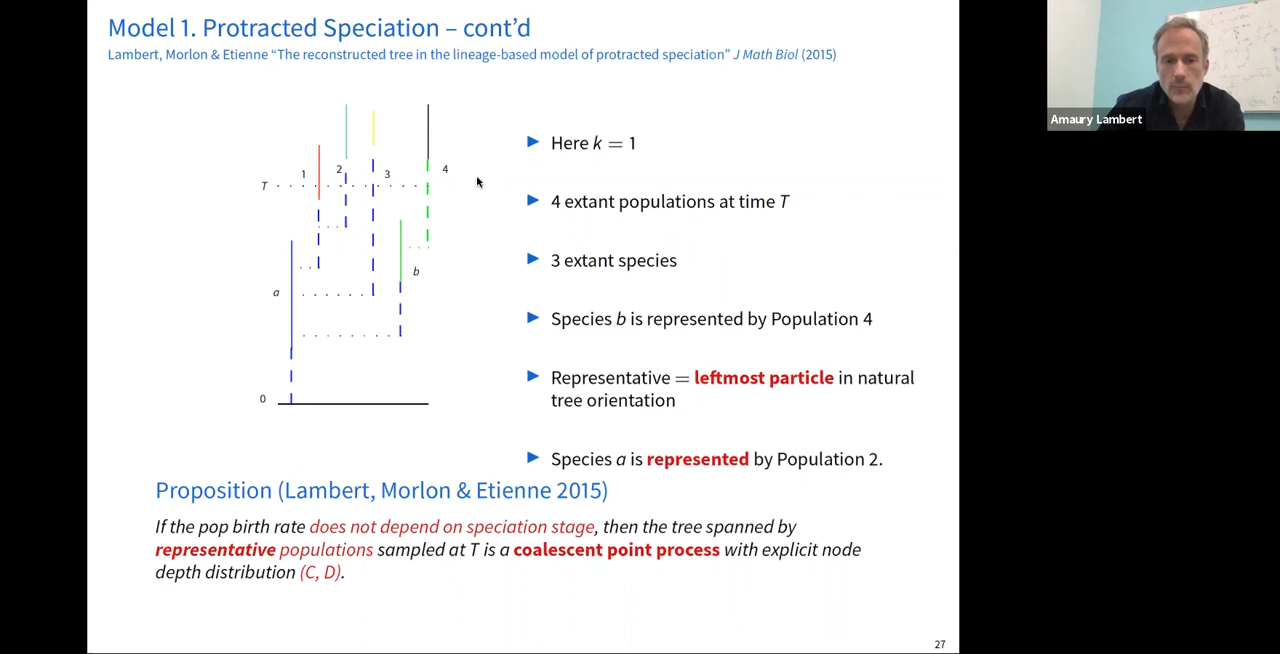 Model 1. Protracted Speciation – cont’d
Lambert, Morlon & Etienne “The reconstructed tree in the lineage-based model of protracted speciation” J Math Biol (2015)
Amaury Lambert
1
2
3
4
T
a
b
0
▶ Here k = 1
▶ 4 extant populations at time T
▶ 3 extant species
▶ Species b is represented by Population 4
▶ Representative = leftmost particle in natural
tree orientation
▶ Species a is represented by Population 2.
Proposition (Lambert, Morlon & Etienne 2015)
If the pop birth rate does not depend on speciation stage, then the tree spanned by
representative populations sampled at T is a coalescent point process with explicit node
depth distribution (C, D).
27